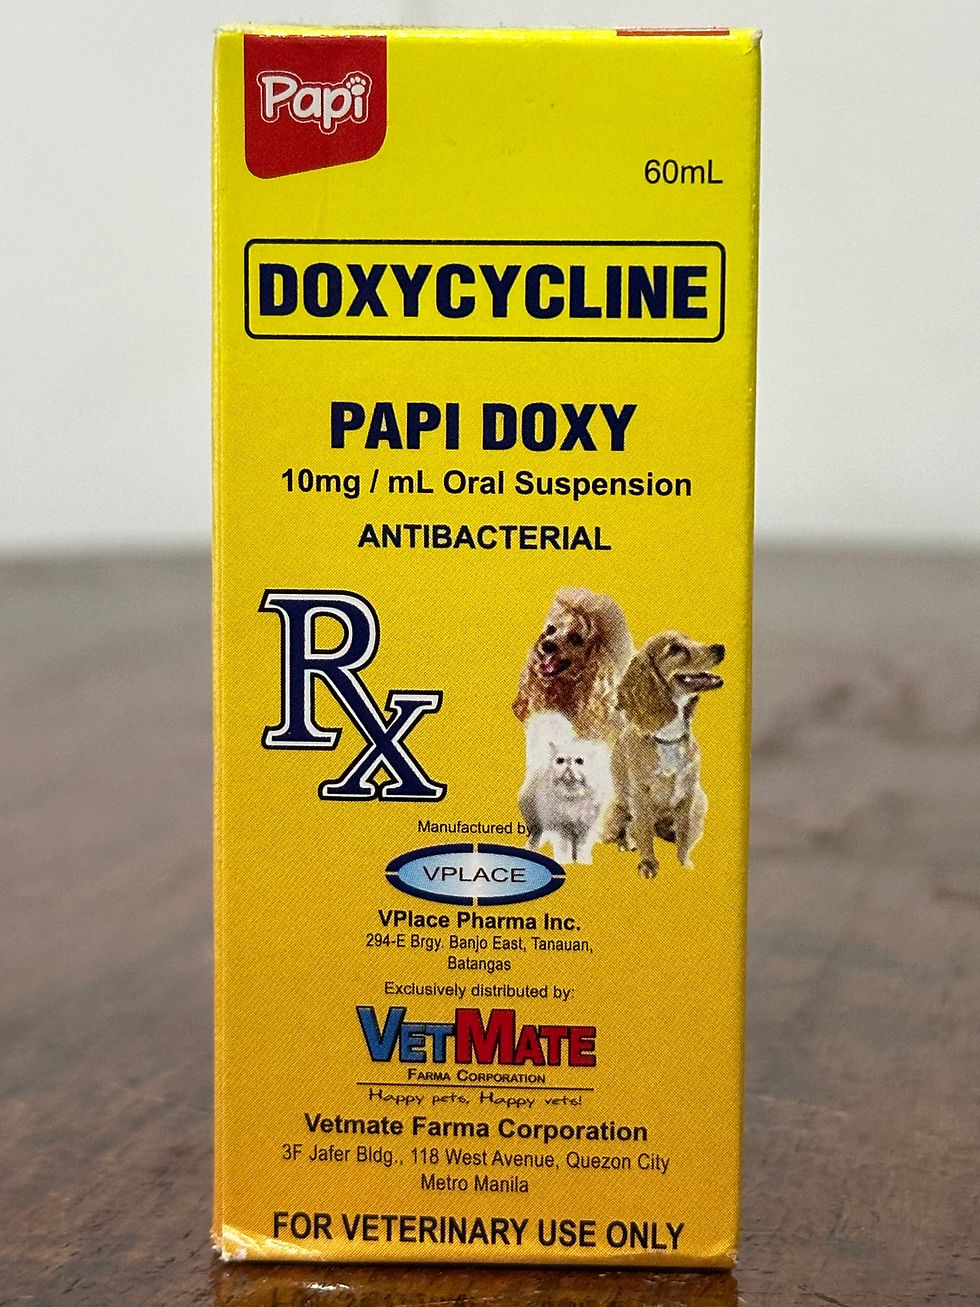 Papi
60mL
DOXYCYCLINE
PAPI DOXY
10mg / mL Oral Suspension
ANTIBACTERIAL
Rx
Manufactured by
VPLACE
VPlace Pharma Inc.
294-E Brgy. Banjo East, Tanauan,
Batangas
Exclusively distributed by:
VETMATE
FARMA CORPORATION
Happy pets, Happy vets!
Vetmate Farma Corporation
3F Jafer Bldg., 118 West Avenue, Quezon City
Metro Manila
FOR VETERINARY USE ONLY